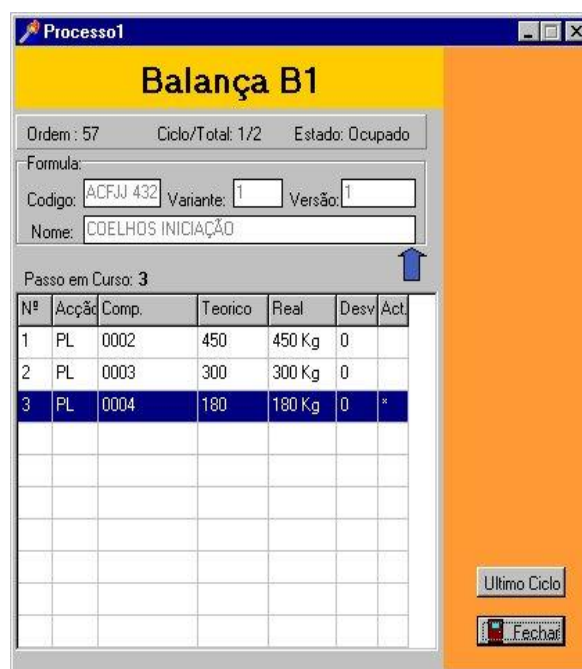 Processo1
Balança B1
Ordem : 57 Ciclo/Total: 1/2 Estado: Ocupado
Formula:
Codigo: ACFJJ 432 Variante: 1 Versão: 1
Nome: COELHOS INICIAÇÃO
Passo em Curso: 3
Nº Acção Comp. Teorico Real Desv Act.
1 PL 0002 450 450 Kg 0
2 PL 0003 300 300 Kg 0
3 PL 0004 180 180 Kg 0 *
Ultimo Ciclo
Fechar